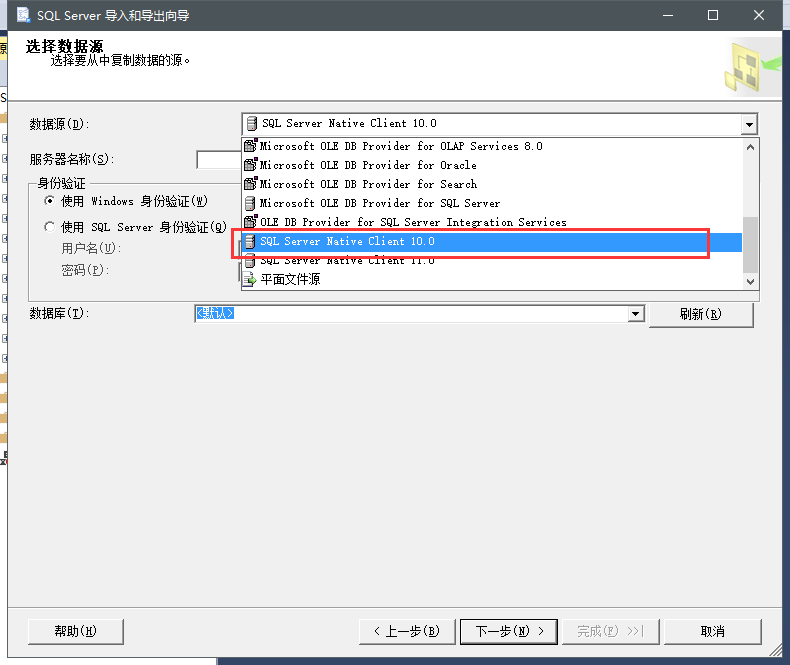 SQL Server 导入和导出向导
选择数据源
选择要从中复制数据的源。
数据源(D):
SQL Server Native Client 10.0
Microsoft OLE DB Provider for OLAP Services 8.0
Microsoft OLE DB Provider for Oracle
Microsoft OLE DB Provider for Search
Microsoft OLE DB Provider for SQL Server
OLE DB Provider for SQL Server Integration Services
SQL Server Native Client 10.0
SQL Server Native Client 11.0
平面文件源
服务器名称(S):
身份验证
使用 Windows 身份验证(W)
使用 SQL Server 身份验证(Q)
用户名(U):
密码(P):
数据库(T):
<默认>
刷新(R)
帮助(H)
< 上一步(B)
下一步(N) >
完成(F) >>|
取消